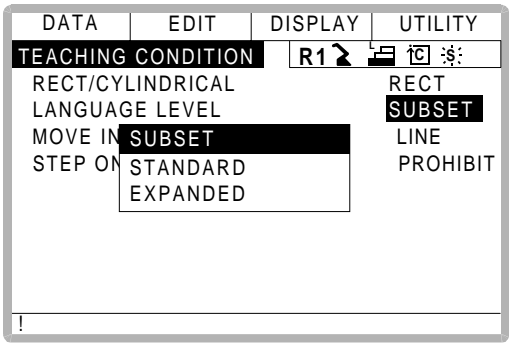 DATA EDIT DISPLAY UTILITY
TEACHING CONDITION R1 C S
RECT/CYLINDRICAL RECT
LANGUAGE LEVEL SUBSET
MOVE IN LINE
STEP ON PROHIBIT
SUBSET
STANDARD
EXPANDED
!